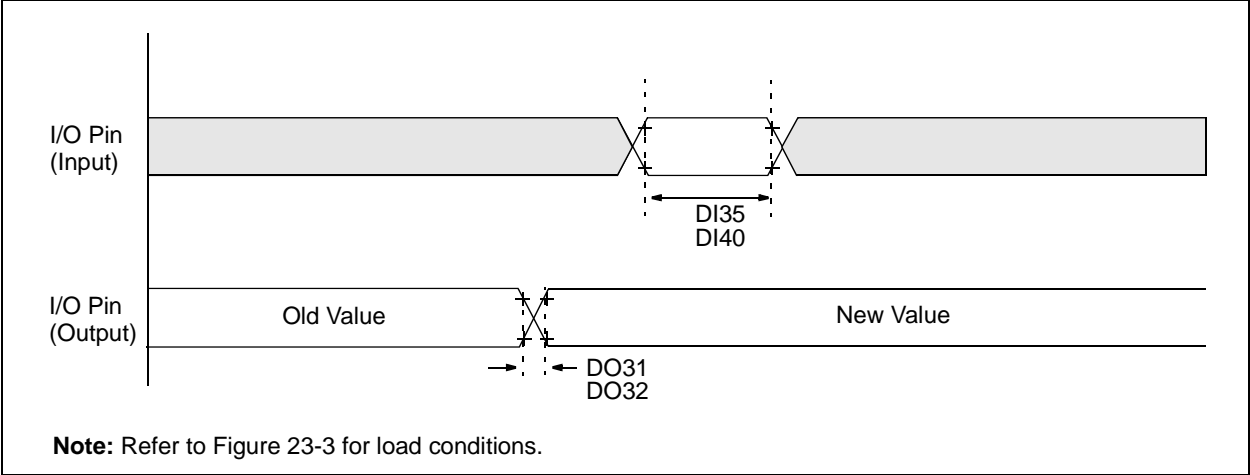 I/O Pin
(Input)
DI35
DI40
I/O Pin
(Output)
Old Value
New Value
DO31
DO32
Note: Refer to Figure 23-3 for load conditions.